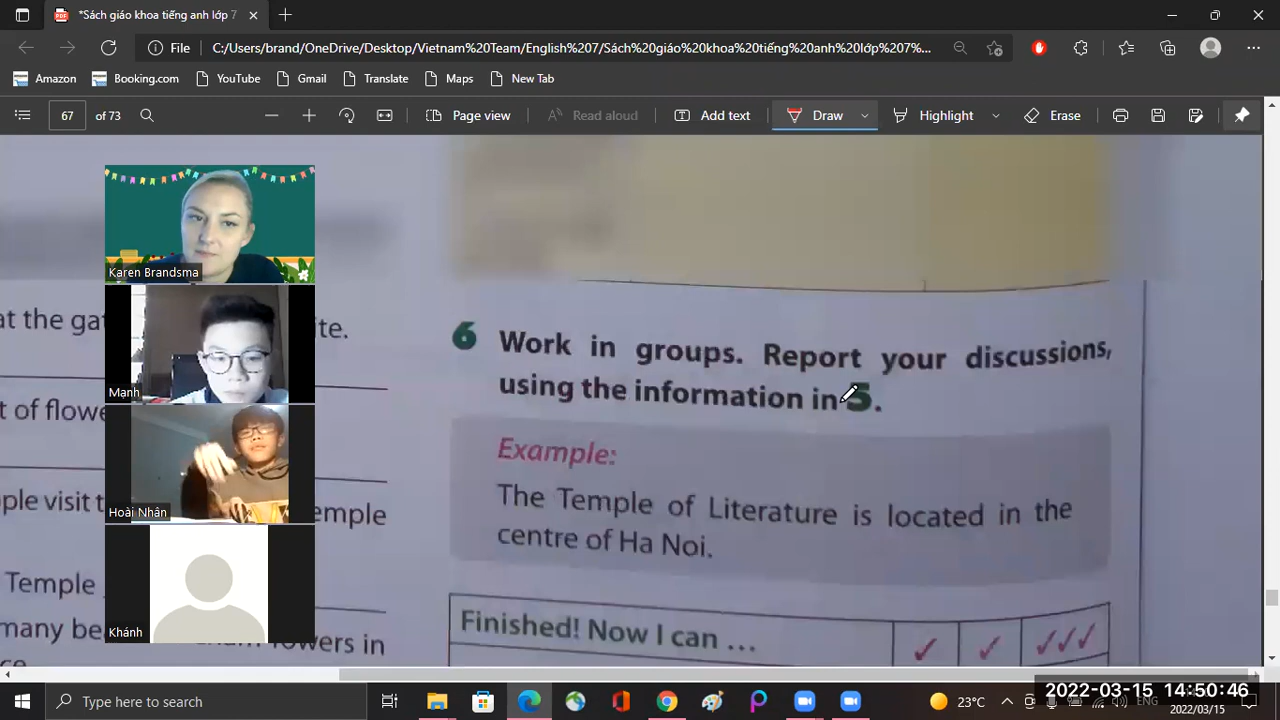 *Sách giáo khoa tiếng anh lớp 7
File C:/Users/brand/OneDrive/Desktop/Vietnam%20Team/English%207/Sách%20giáo%20khoa%20tiếng%20anh%20lớp%207%...
Amazon Booking.com YouTube Gmail Translate Maps New Tab
67 of 73 Page view Read aloud Add text Draw Highlight Erase
Karen Brandsma
at the gat
ite.
Mạnh
t of flowe
Hoài Nhân
ple visit t
emple
Temple
Khánh
many be
flowers in
6 Work in groups. Report your discussions,
using the information in 5.
Example:
The Temple of Literature is located in the
centre of Ha Noi.
Finished! Now I can ...
Type here to search
23°C
ENG
2022-03-15 14:50:46
2022/03/15